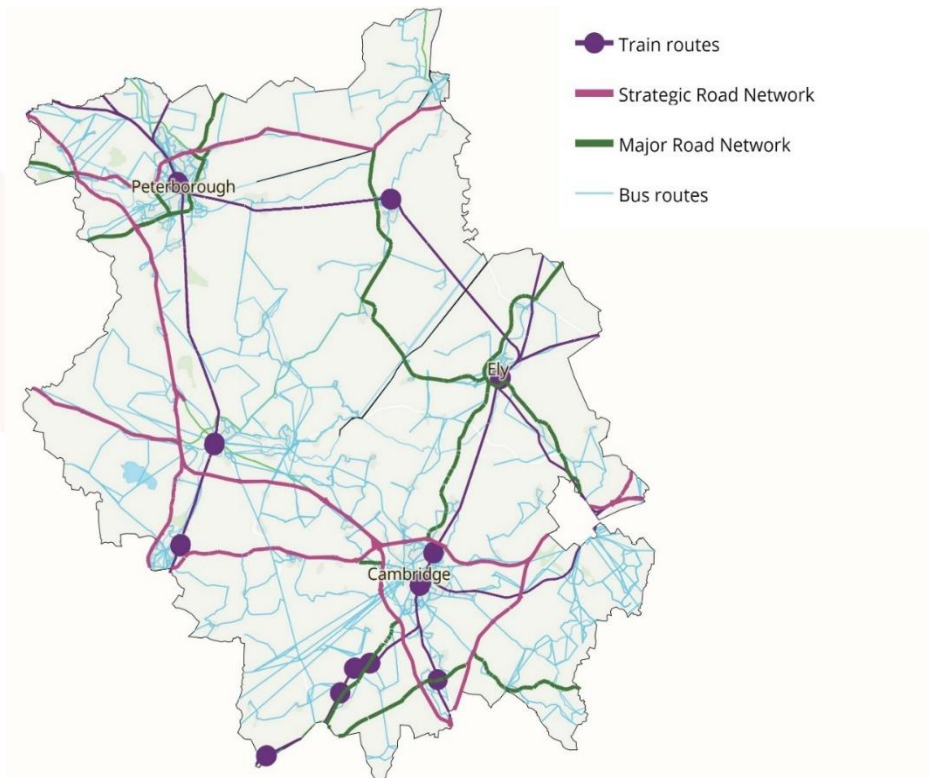 Train routes
Strategic Road Network
Major Road Network
Bus routes
Peterborough
Ely
Cambridge